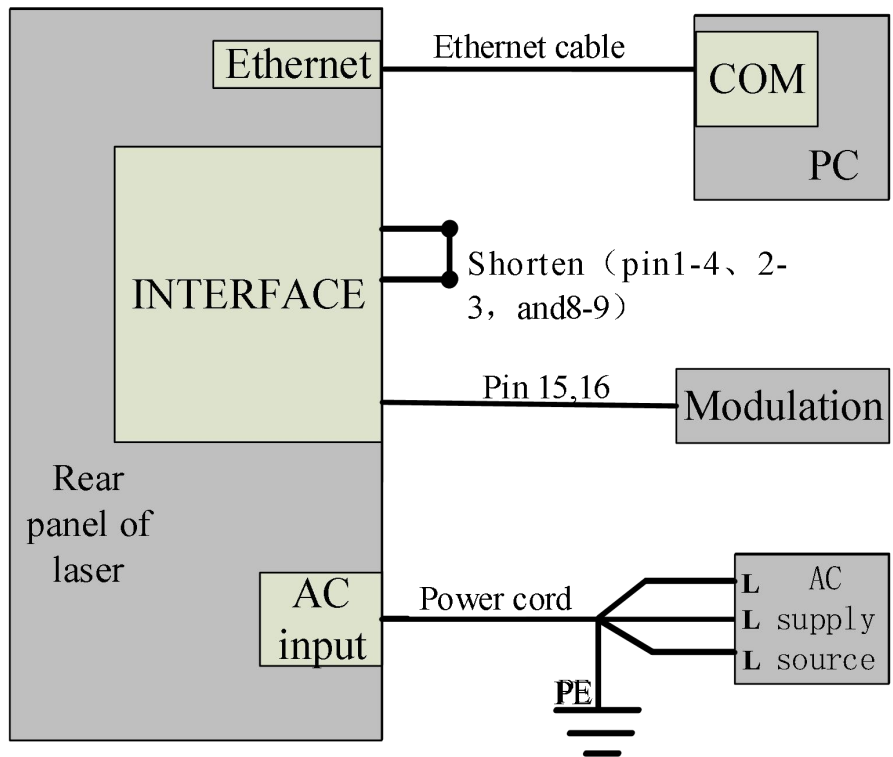 Ethernet
Ethernet cable
COM
PC
INTERFACE
Shorten（pin1-4、2-
3，and8-9）
Pin 15,16
Modulation
Rear
panel of
laser
AC
input
Power cord
L AC
L supply
L source
PE